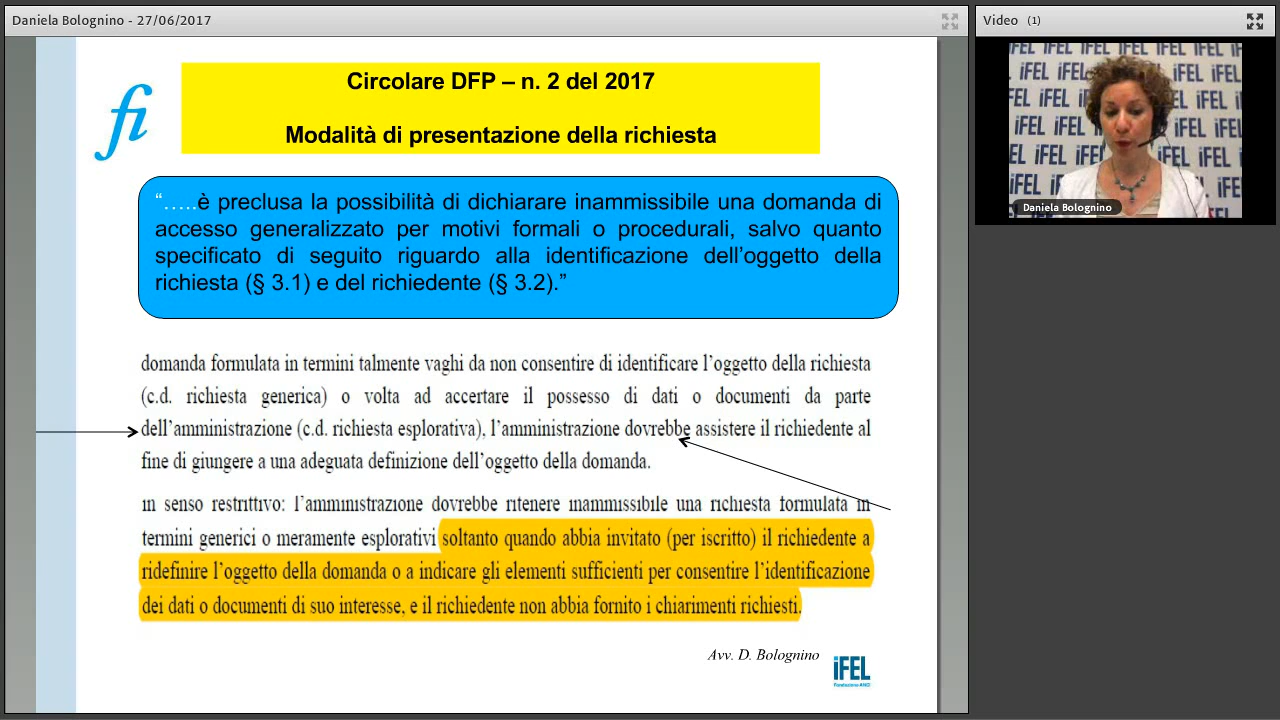 Daniela Bolognino - 27/06/2017
Video (1)
Circolare DFP – n. 2 del 2017
Modalità di presentazione della richiesta
“…..è preclusa la possibilità di dichiarare inammissibile una domanda di
accesso generalizzato per motivi formali o procedurali, salvo quanto
specificato di seguito riguardo alla identificazione dell’oggetto della
richiesta (§ 3.1) e del richiedente (§ 3.2).”
domanda formulata in termini talmente vaghi da non consentire di identificare l’oggetto della richiesta
(c.d. richiesta generica) o volta ad accertare il possesso di dati o documenti da parte
dell’amministrazione (c.d. richiesta esplorativa), l’amministrazione dovrebbe assistere il richiedente al
fine di giungere a una adeguata definizione dell’oggetto della domanda.
in senso restrittivo: l’amministrazione dovrebbe ritenere inammissibile una richiesta formulata in
termini generici o meramente esplorativi soltanto quando abbia invitato (per iscritto) il richiedente a
ridefinire l’oggetto della domanda o a indicare gli elementi sufficienti per consentire l’identificazione
dei dati o documenti di suo interesse, e il richiedente non abbia fornito i chiarimenti richiesti.
Avv. D. Bolognino
iFEL
Fondazione ANCI
iFEL iFEL iFEL iFEL
Daniela Bolognino